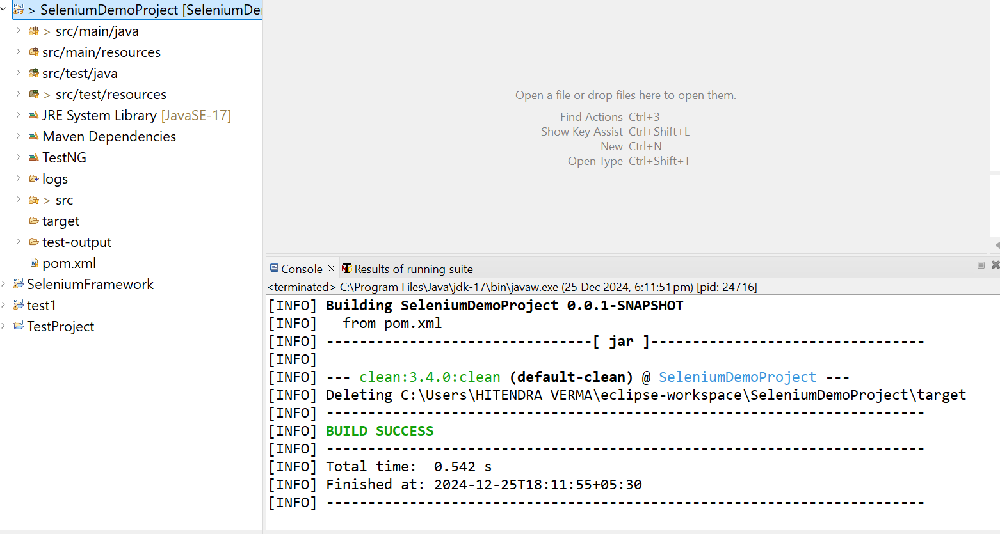 > SeleniumDemoProject [SeleniumDe
> src/main/java
src/main/resources
src/test/java
> src/test/resources
JRE System Library [JavaSE-17]
Maven Dependencies
TestNG
logs
> src
target
test-output
pom.xml
SeleniumFramework
test1
TestProject
Open a file or drop files here to open them.
Find Actions Ctrl+3
Show Key Assist Ctrl+Shift+L
New Ctrl+N
Open Type Ctrl+Shift+T
Console Results of running suite
<terminated> C:\Program Files\Java\jdk-17\bin\javaw.exe (25 Dec 2024, 6:11:51 pm) [pid: 24716]
[INFO] Building SeleniumDemoProject 0.0.1-SNAPSHOT
[INFO]   from pom.xml
[INFO] --------------------------------[ jar ]---------------------------------
[INFO]
[INFO] --- clean:3.4.0:clean (default-clean) @ SeleniumDemoProject ---
[INFO] Deleting C:\Users\HITENDRA VERMA\eclipse-workspace\SeleniumDemoProject\target
[INFO] ------------------------------------------------------------------------
[INFO] BUILD SUCCESS
[INFO] ------------------------------------------------------------------------
[INFO] Total time:  0.542 s
[INFO] Finished at: 2024-12-25T18:11:55+05:30
[INFO] ------------------------------------------------------------------------